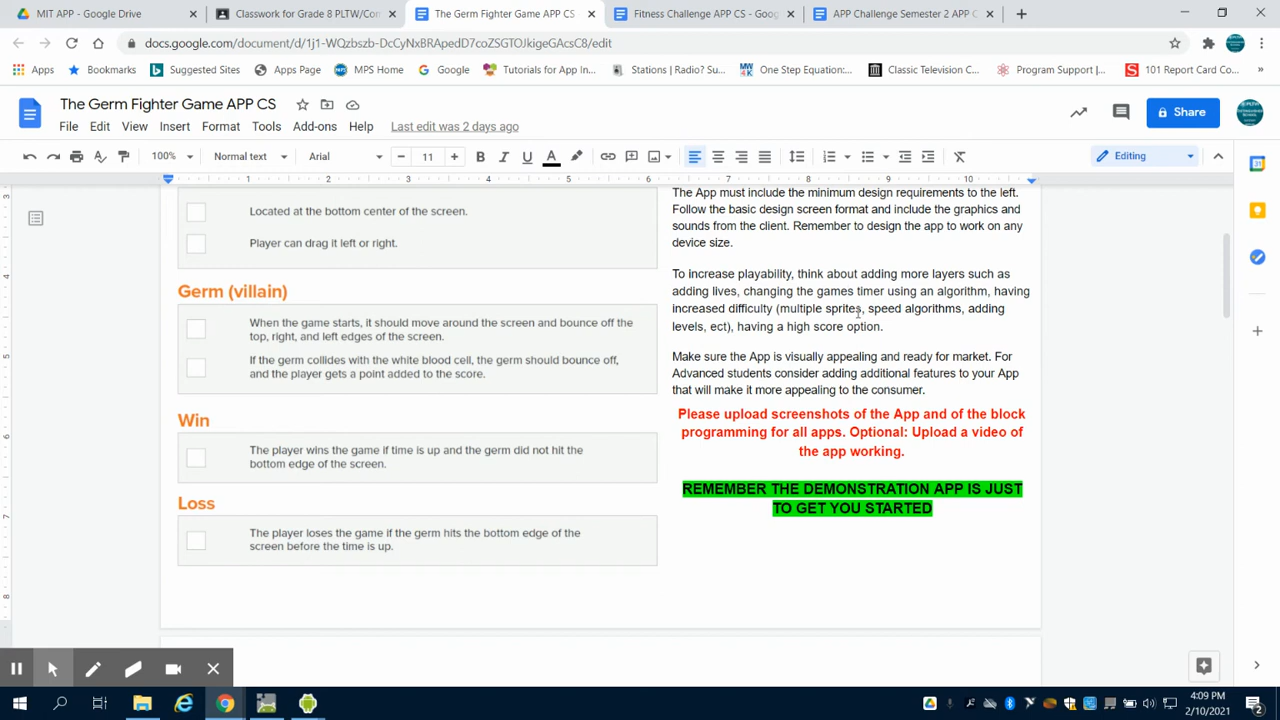 MIT APP - Google Drive
Classwork for Grade 8 PLTW/Con
The Germ Fighter Game APP CS
Fitness Challenge APP CS - Goog
APP Challenge Semester 2 APP C
docs.google.com/document/d/1j1-WQzbszb-DcCyNxBRApedD7coZSGTOJkigeGAcsC8/edit
Apps
Bookmarks
Suggested Sites
Apps Page
MPS Home
Google
Tutorials for App In...
Stations | Radio? Su...
One Step Equation:...
Classic Television C...
Program Support |...
101 Report Card Co...
The Germ Fighter Game APP CS
File Edit View Insert Format Tools Add-ons Help Last edit was 2 days ago
Share
100% Normal text Arial 11 B I U A Editing
1 2 3 4 5 6 7 8 9 10
Located at the bottom center of the screen.
Player can drag it left or right.
Germ (villain)
When the game starts, it should move around the screen and bounce off the
top, right, and left edges of the screen.
If the germ collides with the white blood cell, the germ should bounce off,
and the player gets a point added to the score.
Win
The player wins the game if time is up and the germ did not hit the
bottom edge of the screen.
Loss
The player loses the game if the germ hits the bottom edge of the
screen before the time is up.
The App must include the minimum design requirements to the left.
Follow the basic design screen format and include the graphics and
sounds from the client. Remember to design the app to work on any
device size.
To increase playability, think about adding more layers such as
adding lives, changing the games timer using an algorithm, having
increased difficulty (multiple sprites, speed algorithms, adding
levels, ect), having a high score option.
Make sure the App is visually appealing and ready for market. For
Advanced students consider adding additional features to your App
that will make it more appealing to the consumer.
Please upload screenshots of the App and of the block
programming for all apps. Optional: Upload a video of
the app working.
REMEMBER THE DEMONSTRATION APP IS JUST
TO GET YOU STARTED
4:09 PM
2/10/2021